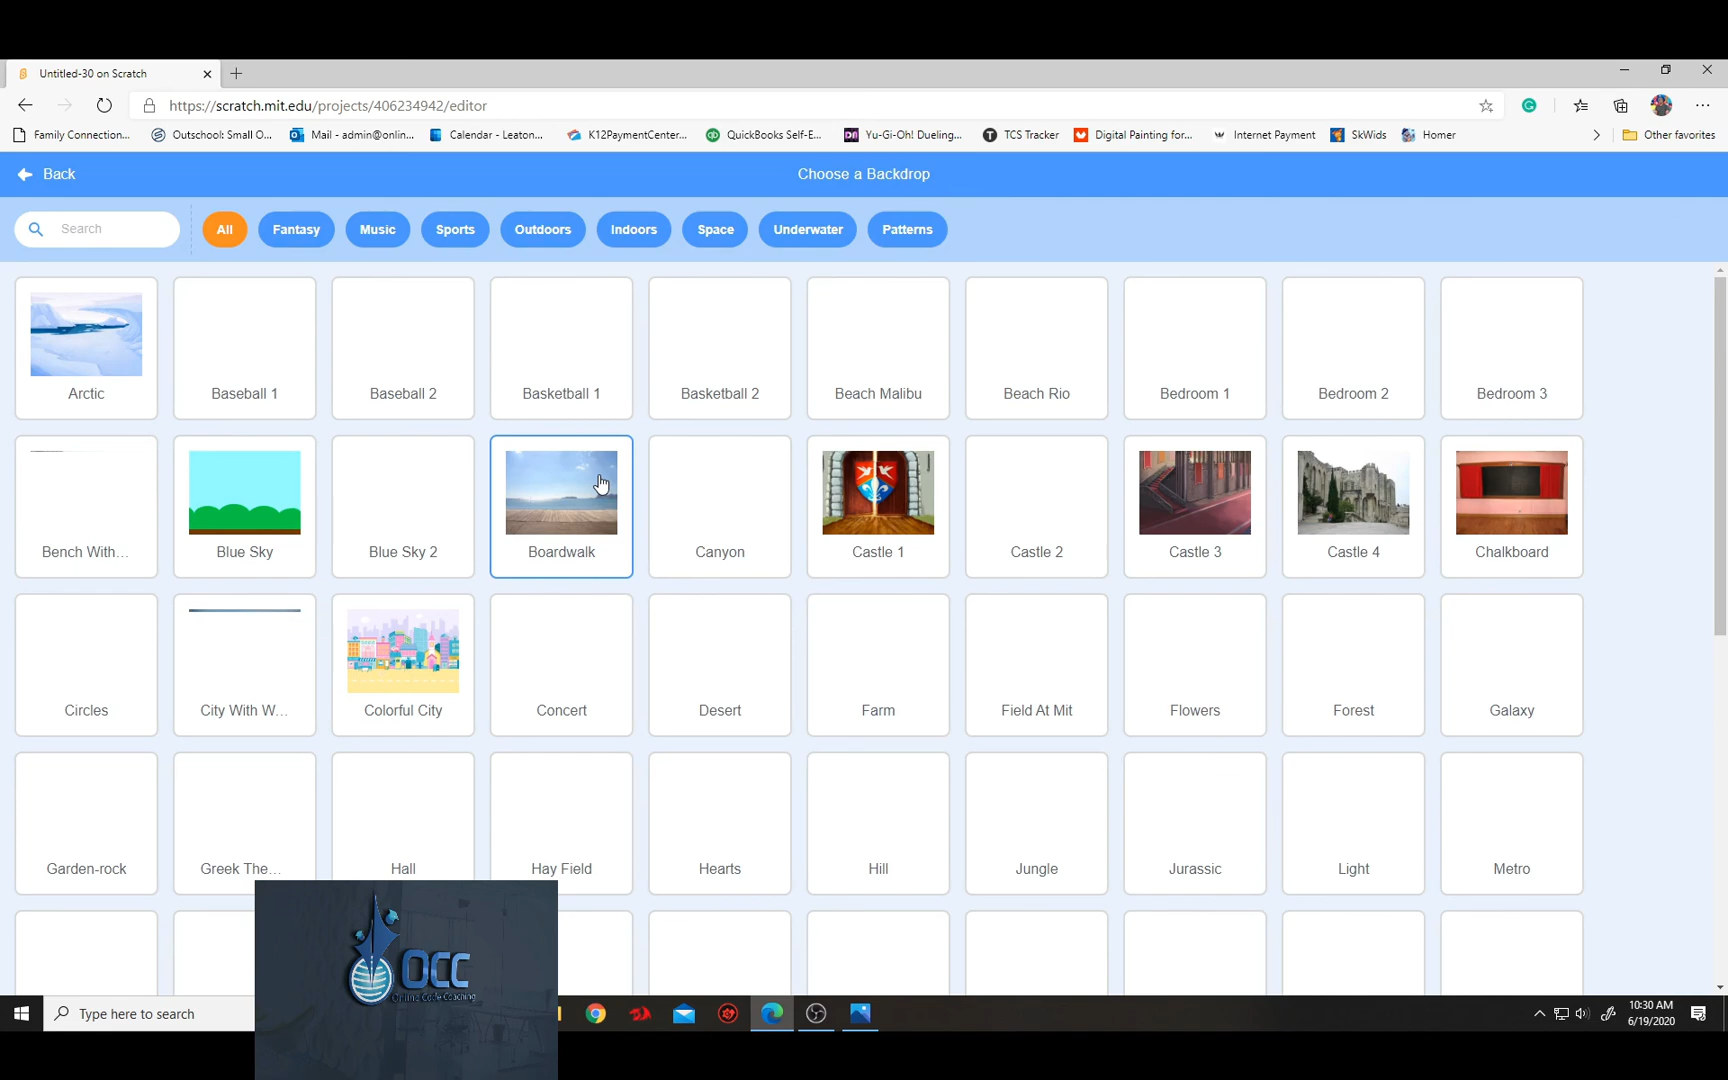 Untitled-30 on Scratch
https://scratch.mit.edu/projects/406234942/editor
Family Connection... Outschool: Small O... Mail - admin@onlin... Calendar - Leaton... K12PaymentCenter... QuickBooks Self-E... Yu-Gi-Oh! Dueling... TCS Tracker Digital Painting for... Internet Payment SkWids Homer Other favorites
Back Choose a Backdrop
Search All Fantasy Music Sports Outdoors Indoors Space Underwater Patterns
Arctic Baseball 1 Baseball 2 Basketball 1 Basketball 2 Beach Malibu Beach Rio Bedroom 1 Bedroom 2 Bedroom 3
Bench With... Blue Sky Blue Sky 2 Boardwalk Canyon Castle 1 Castle 2 Castle 3 Castle 4 Chalkboard
Circles City With W... Colorful City Concert Desert Farm Field At Mit Flowers Forest Galaxy
Garden-rock Greek The... Hall Hay Field Hearts Hill Jungle Jurassic Light Metro
OCC
Online Code Coaching
Type here to search
10:30 AM
6/19/2020